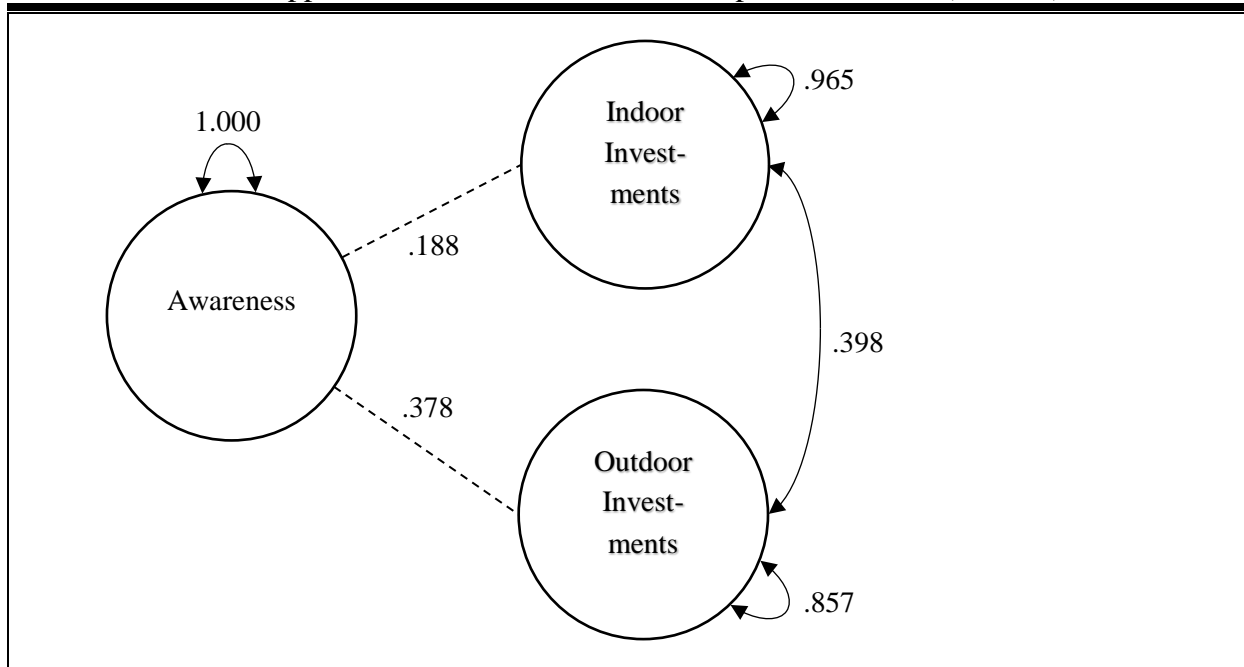 1.000
Awareness
.188
.378
Indoor
Invest-
ments
.965
.398
Outdoor
Invest-
ments
.857